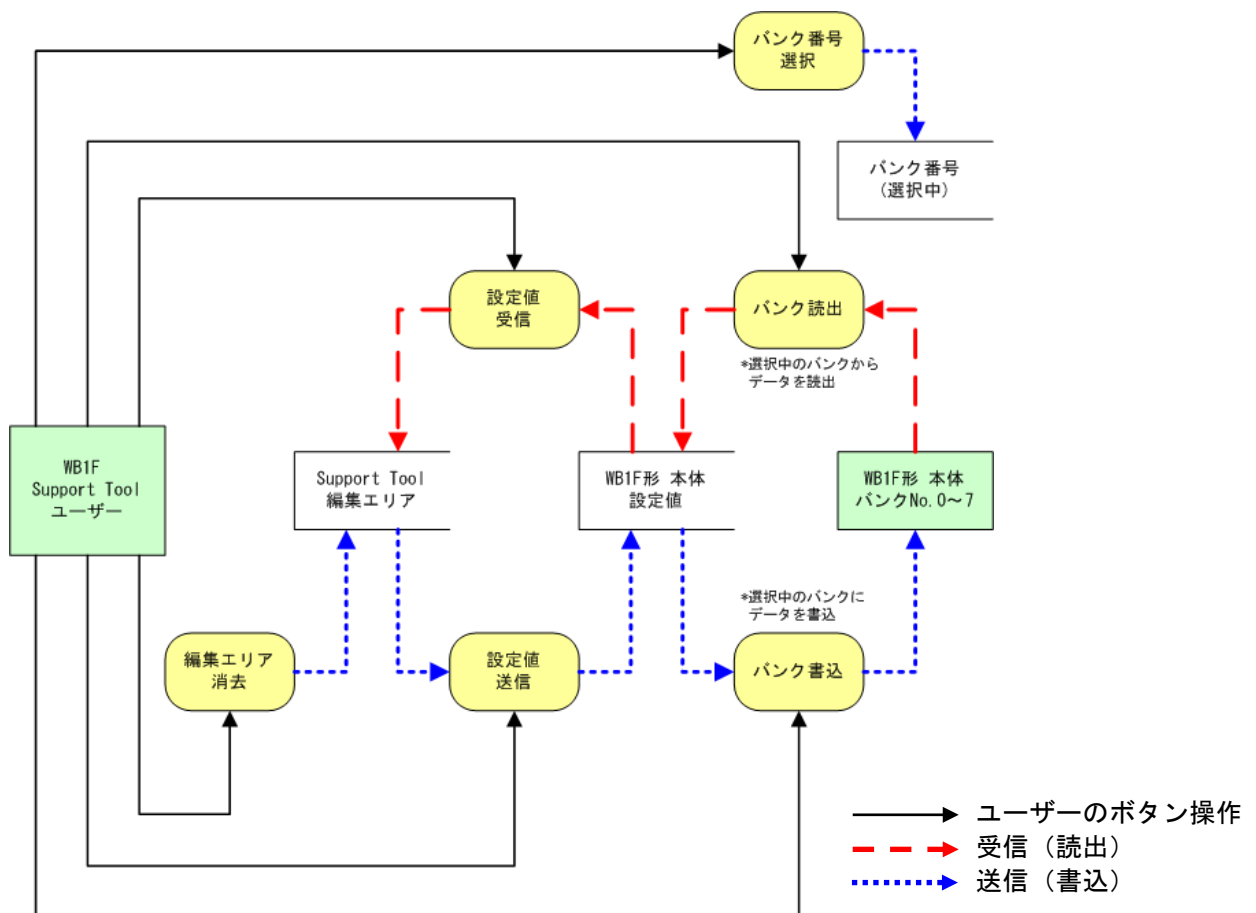 バンク番号
選択
バンク番号
(選択中)
設定値
受信
バンク読出
*選択中のバンクから
データを読出
WB1F
Support Tool
ユーザー
Support Tool
編集エリア
WB1F形 本体
設定値
WB1F形 本体
バンクNo.0～7
*選択中のバンクに
データを書込
編集エリア
消去
設定値
送信
バンク書込
ユーザーのボタン操作
受信（読出）
送信（書込）